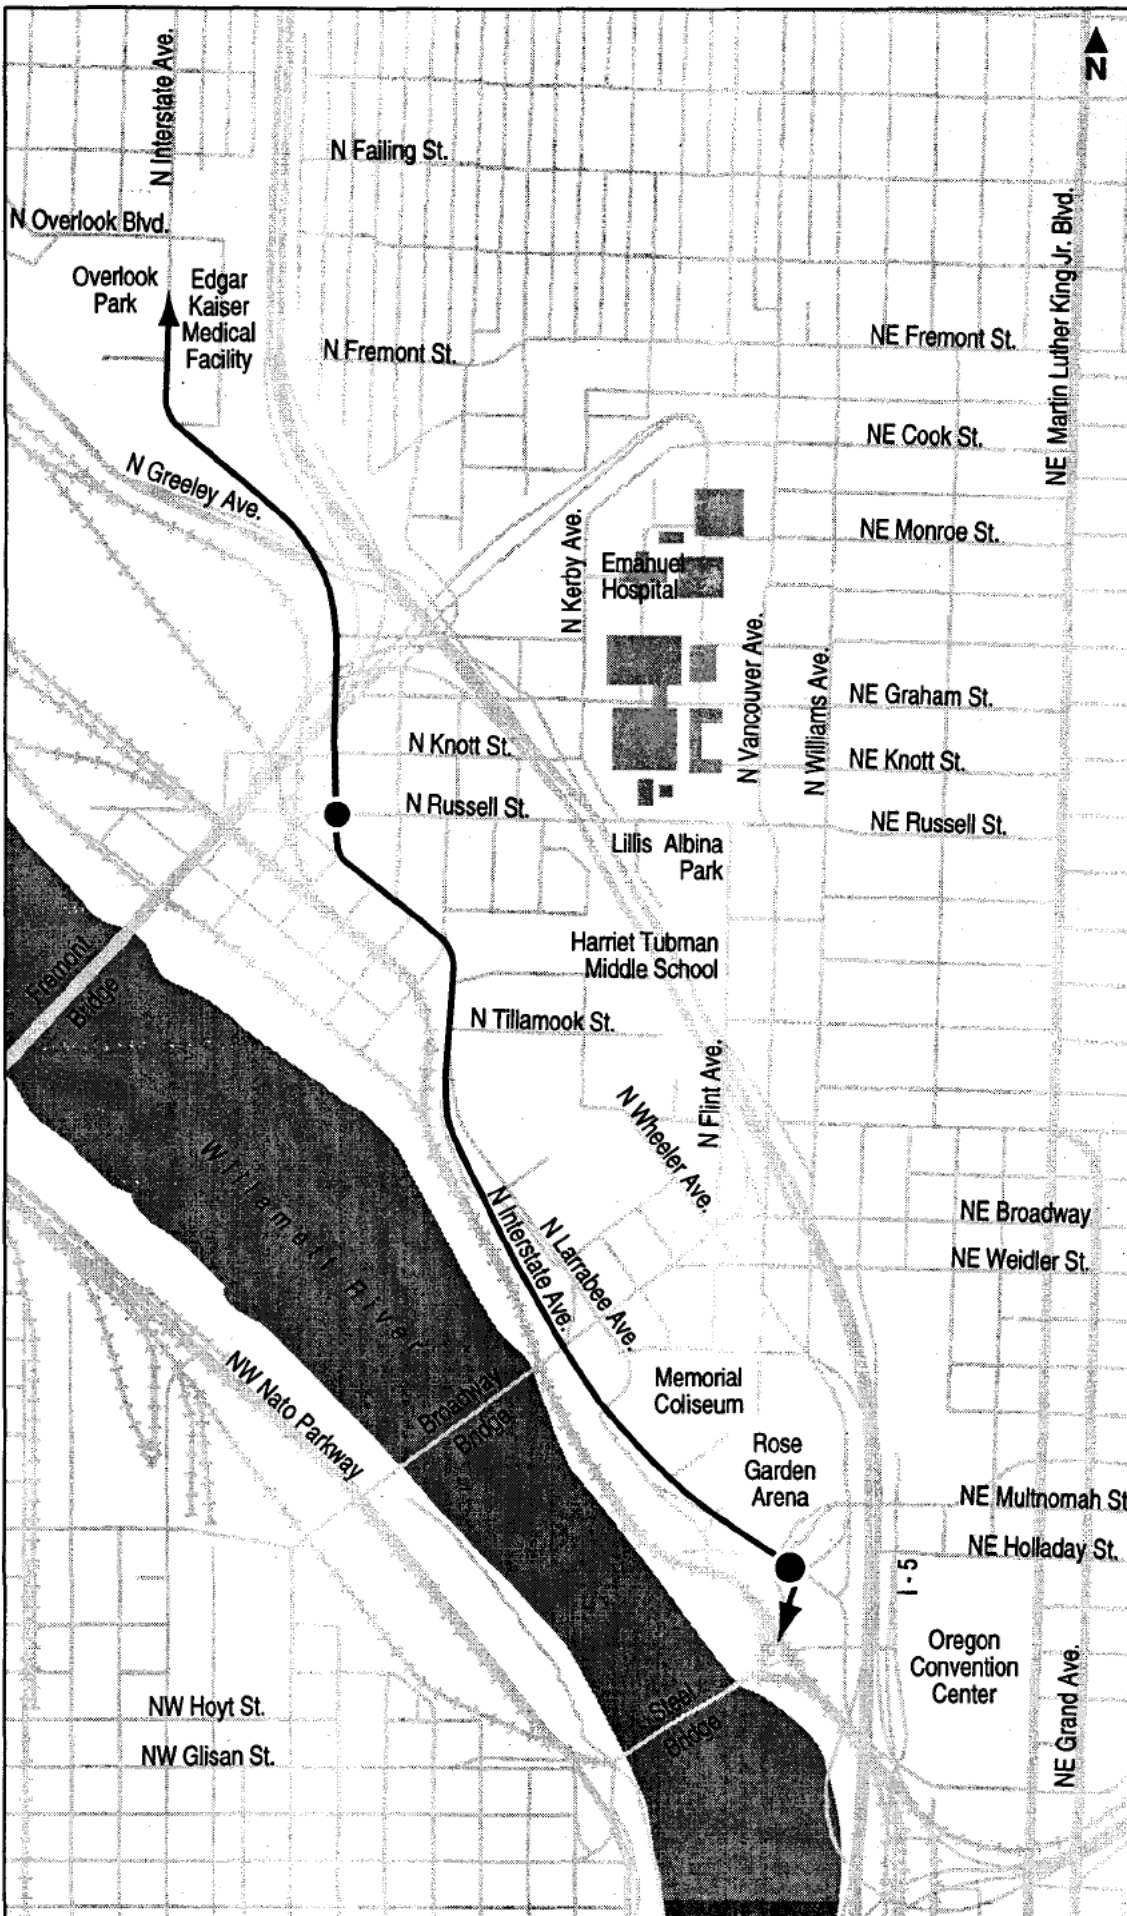 N
N Interstate Ave.
N Failing St.
N Overlook Blvd.
Overlook
Park
Edgar
Kaiser
Medical
Facility
NE Martin Luther King Jr. Blvd.
N Fremont St.
NE Fremont St.
NE Cook St.
N Greeley Ave.
NE Monroe St.
N Kerby Ave.
Emanuel
Hospital
N Vancouver Ave.
N Williams Ave.
NE Graham St.
N Knott St.
NE Knott St.
N Russell St.
NE Russell St.
Lillis Albina
Park
Harriet Tubman
Middle School
Fremont
Bridge
N Tillamook St.
N Flint Ave.
N Wheeler Ave.
Willamett River
N Interstate Ave.
N Larrabee Ave.
NE Broadway
NE Weidler St.
NW Nato Parkway
Broadway
Bridge
Memorial
Coliseum
Rose
Garden
Arena
NE Multnomah St
NE Holladay St.
I-5
Oregon
Convention
Center
NE Grand Ave.
Steel
Bridge
NW Hoyt St.
NW Glisan St.